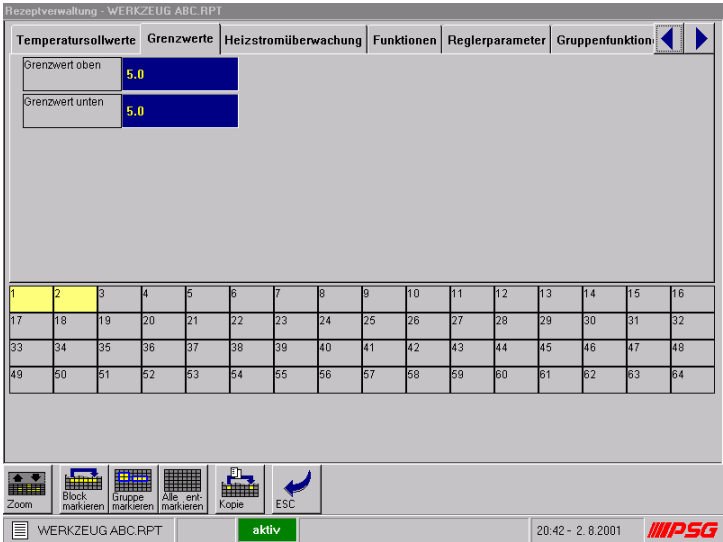 Rezeptverwaltung - WERKZEUG ABC.RPT
Temperatursollwerte Grenzwerte Heizstromüberwachung Funktionen Reglerparameter Gruppenfunktion
Grenzwert oben 5.0
Grenzwert unten 5.0
1 2 3 4 5 6 7 8 9 10 11 12 13 14 15 16
17 18 19 20 21 22 23 24 25 26 27 28 29 30 31 32
33 34 35 36 37 38 39 40 41 42 43 44 45 46 47 48
49 50 51 52 53 54 55 56 57 58 59 60 61 62 63 64
Zoom
Block
markieren
Gruppe
markieren
Alle ent-
markieren
Kopie
ESC
WERKZEUG ABC.RPT aktiv 20:42 - 2. 8.2001 PSG